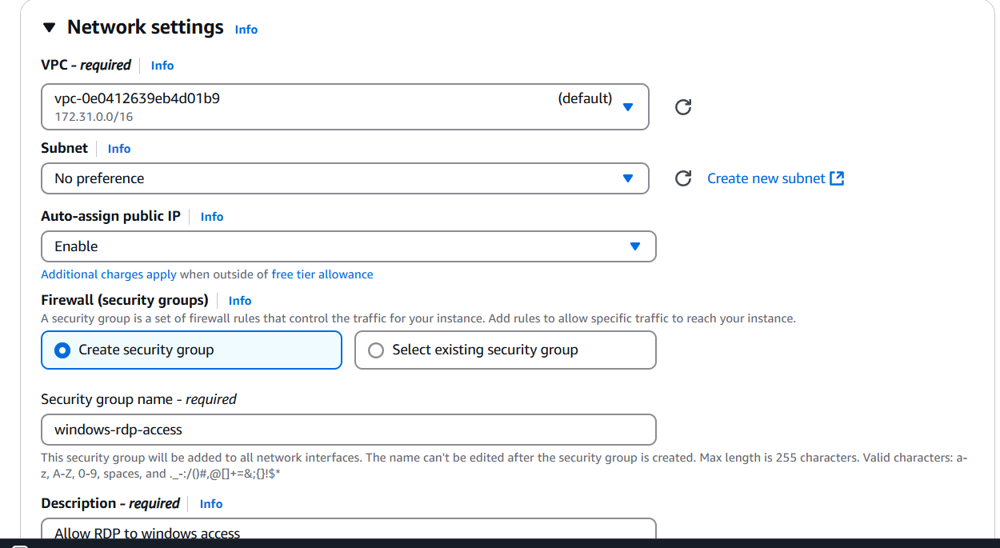 Network settings Info
VPC - required Info
vpc-0e0412639eb4d01b9 (default)
172.31.0.0/16
Subnet Info
No preference
Create new subnet
Auto-assign public IP Info
Enable
Additional charges apply when outside of free tier allowance
Firewall (security groups) Info
A security group is a set of firewall rules that control the traffic for your instance. Add rules to allow specific traffic to reach your instance.
Create security group
Select existing security group
Security group name - required
windows-rdp-access
This security group will be added to all network interfaces. The name can't be edited after the security group is created. Max length is 255 characters. Valid characters: a-
z, A-Z, 0-9, spaces, and ._-:/()#,@[]+=&;{}!$*
Description - required Info
Allow RDP to windows access